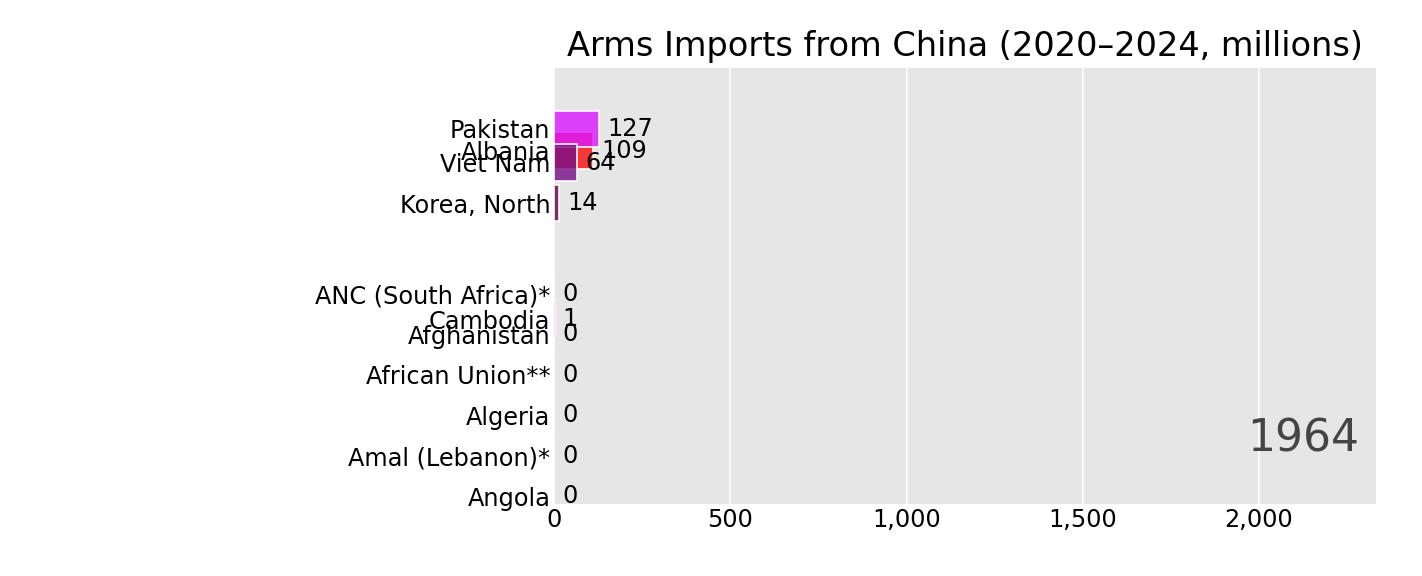 Arms Imports from China (2020–2024, millions)
Pakistan 127
Albania 109
Viet Nam 64
Korea, North 14
ANC (South Africa)* 0
Cambodia 1
Afghanistan 0
African Union** 0
Algeria 0
1964
Amal (Lebanon)* 0
Angola 0
0 500 1,000 1,500 2,000